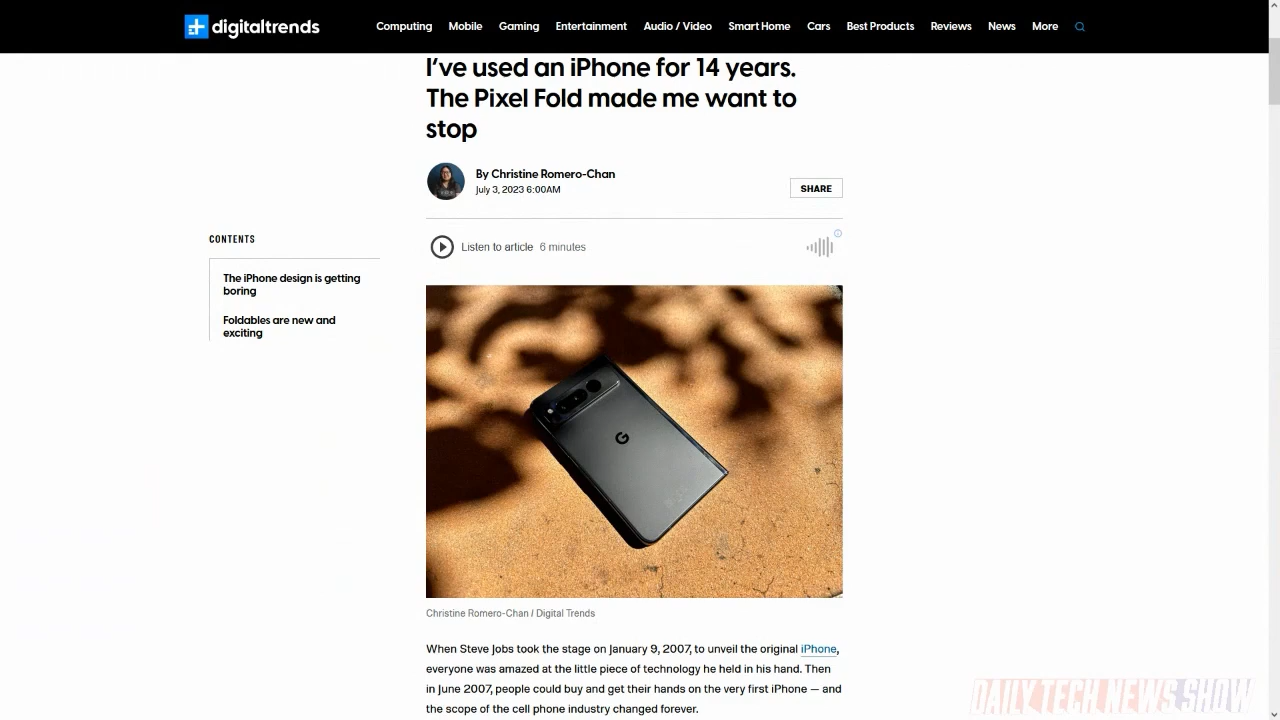 digitaltrends
Computing Mobile Gaming Entertainment Audio / Video Smart Home Cars Best Products Reviews News More
I've used an iPhone for 14 years.
The Pixel Fold made me want to
stop
By Christine Romero-Chan
July 3, 2023 6:00AM
SHARE
CONTENTS
The iPhone design is getting
boring
Foldables are new and
exciting
Listen to article 6 minutes
G
Christine Romero-Chan / Digital Trends
When Steve Jobs took the stage on January 9, 2007, to unveil the original iPhone,
everyone was amazed at the little piece of technology he held in his hand. Then
in June 2007, people could buy and get their hands on the very first iPhone — and
the scope of the cell phone industry changed forever.
DAILY TECH NEWS SHOW